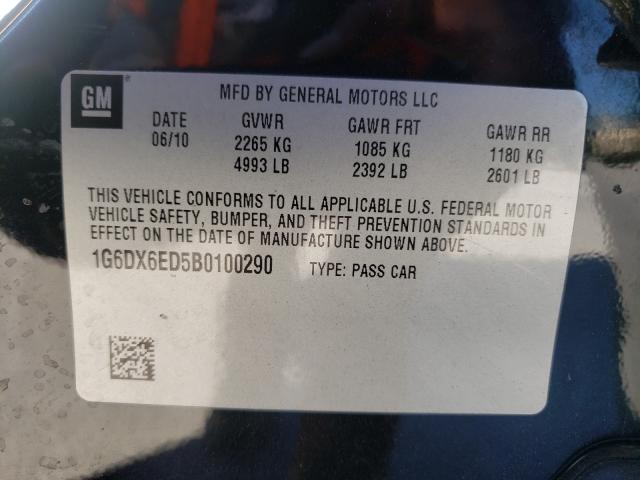 GM®
MFD BY GENERAL MOTORS LLC
DATE GVWR GAWR FRT GAWR RR
06/10 2265 KG 1085 KG 1180 KG
4993 LB 2392 LB 2601 LB
THIS VEHICLE CONFORMS TO ALL APPLICABLE U.S. FEDERAL MOTOR
VEHICLE SAFETY, BUMPER, AND THEFT PREVENTION STANDARDS IN
EFFECT ON THE DATE OF MANUFACTURE SHOWN ABOVE.
1G6DX6ED5B0100290 TYPE: PASS CAR